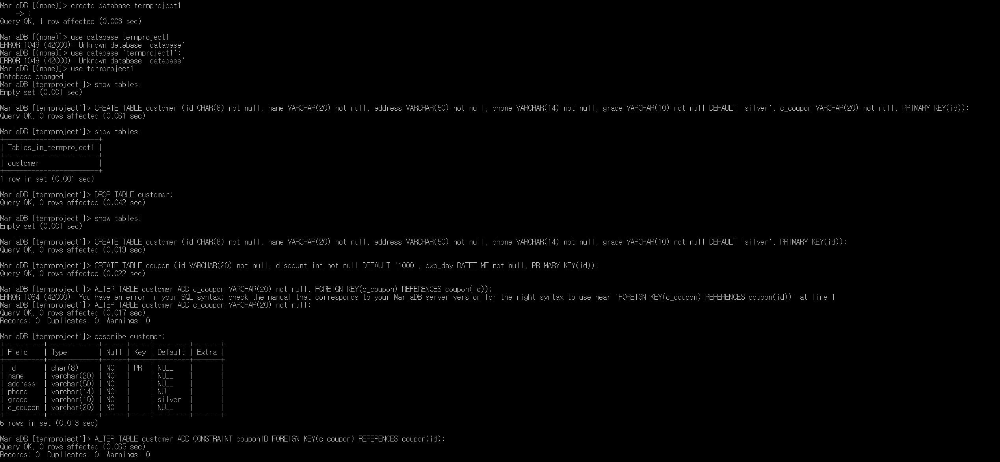 MariaDB [(none)]> create database termproject1
    -> ;
Query OK, 1 row affected (0.003 sec)

MariaDB [(none)]> use database termproject1
ERROR 1049 (42000): Unknown database 'database'
MariaDB [(none)]> use database 'termproject1';
ERROR 1049 (42000): Unknown database 'database'
MariaDB [(none)]> use termproject1
Database changed
MariaDB [termproject1]> show tables;
Empty set (0.001 sec)

MariaDB [termproject1]> CREATE TABLE customer (id CHAR(8) not null, name VARCHAR(20) not null, address VARCHAR(50) not null, phone VARCHAR(14) not null, grade VARCHAR(10) not null DEFAULT 'silver', c_coupon VARCHAR(20) not null, PRIMARY KEY(id));
Query OK, 0 rows affected (0.061 sec)

MariaDB [termproject1]> show tables;
+------------------------+
| Tables_in_termproject1 |
+------------------------+
| customer               |
+------------------------+
1 row in set (0.001 sec)

MariaDB [termproject1]> DROP TABLE customer;
Query OK, 0 rows affected (0.042 sec)

MariaDB [termproject1]> show tables;
Empty set (0.001 sec)

MariaDB [termproject1]> CREATE TABLE customer (id CHAR(8) not null, name VARCHAR(20) not null, address VARCHAR(50) not null, phone VARCHAR(14) not null, grade VARCHAR(10) not null DEFAULT 'silver', PRIMARY KEY(id));
Query OK, 0 rows affected (0.019 sec)

MariaDB [termproject1]> CREATE TABLE coupon (id VARCHAR(20) not null, discount int not null DEFAULT '1000', exp_day DATETIME not null, PRIMARY KEY(id));
Query OK, 0 rows affected (0.022 sec)

MariaDB [termproject1]> ALTER TABLE customer ADD c_coupon VARCHAR(20) not null, FOREIGN KEY(c_coupon) REFERENCES coupon(id));
ERROR 1064 (42000): You have an error in your SQL syntax; check the manual that corresponds to your MariaDB server version for the right syntax to use near 'FOREIGN KEY(c_coupon) REFERENCES coupon(id))' at line 1
MariaDB [termproject1]> ALTER TABLE customer ADD c_coupon VARCHAR(20) not null;
Query OK, 0 rows affected (0.017 sec)
Records: 0  Duplicates: 0  Warnings: 0

MariaDB [termproject1]> describe customer;
+----------+-------------+------+-----+---------+-------+
| Field    | Type        | Null | Key | Default | Extra |
+----------+-------------+------+-----+---------+-------+
| id       | char(8)     | NO   | PRI | NULL    |       |
| name     | varchar(20) | NO   |     | NULL    |       |
| address  | varchar(50) | NO   |     | NULL    |       |
| phone    | varchar(14) | NO   |     | NULL    |       |
| grade    | varchar(10) | NO   |     | silver  |       |
| c_coupon | varchar(20) | NO   |     | NULL    |       |
+----------+-------------+------+-----+---------+-------+
6 rows in set (0.013 sec)

MariaDB [termproject1]> ALTER TABLE customer ADD CONSTRAINT couponID FOREIGN KEY(c_coupon) REFERENCES coupon(id);
Query OK, 0 rows affected (0.065 sec)
Records: 0  Duplicates: 0  Warnings: 0